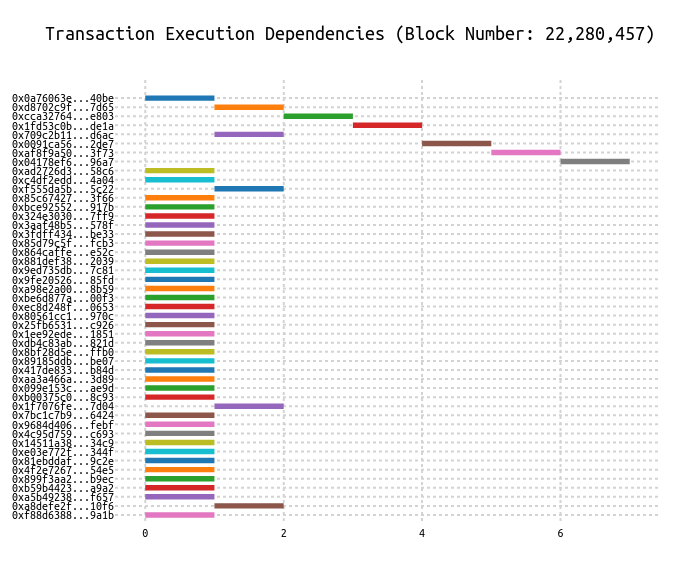 Transaction Execution Dependencies (Block Number: 22,280,457)
0x0a76063e...40be
0xd8702c9f...7d65
0xcca32764...e803
0x1fd53c0b...de1a
0x709c2b11...d6ac
0x0091ca56...2de7
0xaf8f9a50...3f73
0x04178ef6...96a7
0xad2726d3...58c6
0xc4df2edd...4a04
0xf555da5b...5c22
0x85c67427...3f66
0xbce92552...917b
0x324e3030...7ff9
0x3aaf48b5...578f
0x3fdff434...be33
0x85d79c5f...fcb3
0x864caffe...e52c
0x881def38...2039
0x9ed735db...7c81
0x9fe20526...85fd
0xa98e2a00...8b59
0xbe6d877a...00f3
0xec8d248f...0653
0x80561cc1...970c
0x25fb6531...c926
0x1ee92ede...1851
0xdb4c83ab...821d
0x8bf28d5e...ffb0
0x89185ddb...be07
0x417de833...b84d
0xaa3a466a...3d89
0x099e153c...ae9d
0xb00375c0...8c93
0x1f7076fe...7d04
0x7bc1c7b9...6424
0x9684d406...febf
0x4c95d759...c693
0x14511a38...34c9
0xe03e772f...344f
0x81ebddaf...9c2e
0x4f2e7267...54e5
0x899f3aa2...b9ec
0xb59b4423...a9a2
0xa5b49238...f657
0xa8defe2f...10f6
0xf88d6388...9a1b
0 2 4 6